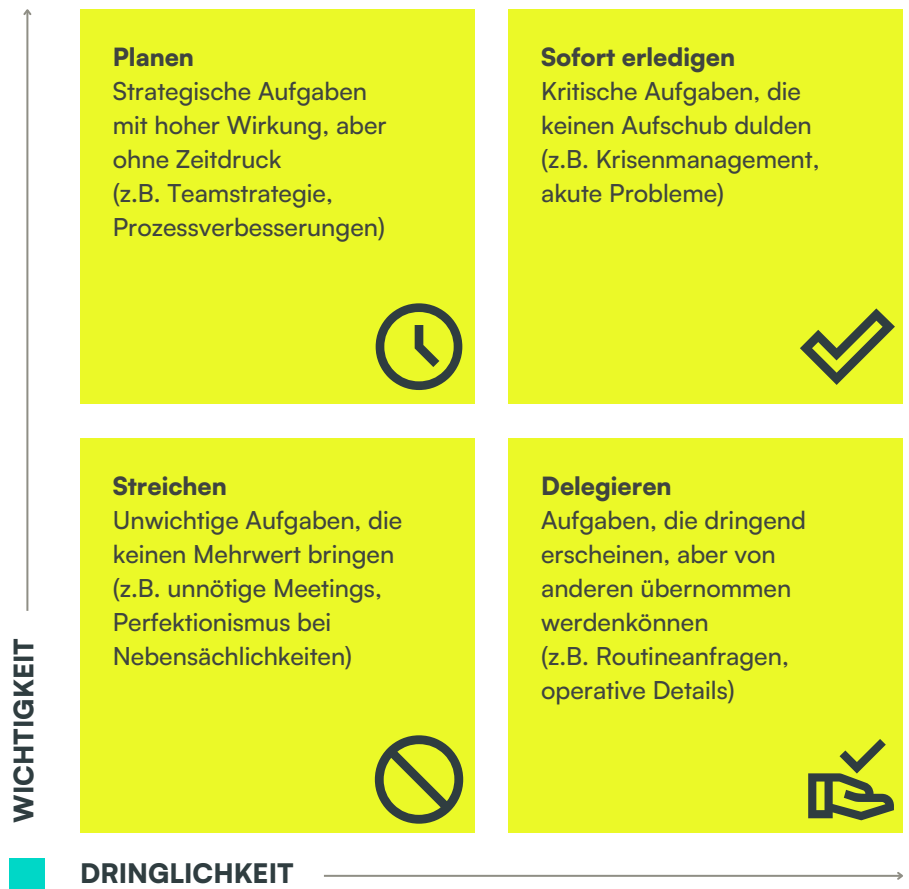 Planen
Strategische Aufgaben
mit hoher Wirkung, aber
ohne Zeitdruck
(z.B. Teamstrategie,
Prozessverbesserungen)
Sofort erledigen
Kritische Aufgaben, die
keinen Aufschub dulden
(z.B. Krisenmanagement,
akute Probleme)
Streichen
Unwichtige Aufgaben, die
keinen Mehrwert bringen
(z.B. unnötige Meetings,
Perfektionismus bei
Nebensächlichkeiten)
Delegieren
Aufgaben, die dringend
erscheinen, aber von
anderen übernommen
werdenkönnen
(z.B. Routineanfragen,
operative Details)
WICHTIGKEIT
DRINGLICHKEIT